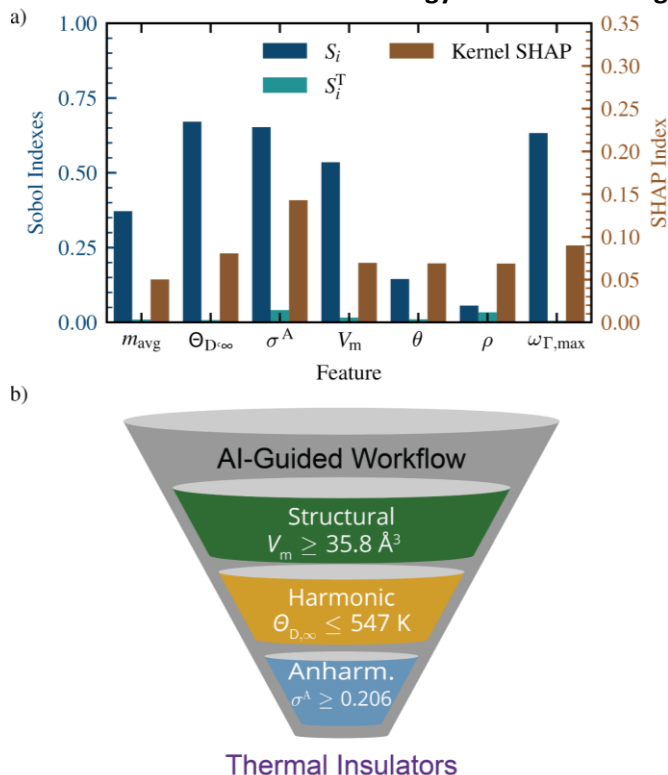 a)
1.00
0.75
0.50
0.25
0.00
Sobol Indexes
S_i
S_i^T
Kernel SHAP
0.35
0.30
0.25
0.20
0.15
0.10
0.05
0.00
SHAP Index
m_avg Θ_D,∞ σ^A V_m θ ρ ω_Γ,max
Feature
b)
AI-Guided Workflow
Structural
V_m ≥ 35.8 Å³
Harmonic
Θ_D,∞ ≤ 547 K
Anharm.
σ^A ≥ 0.206
Thermal Insulators